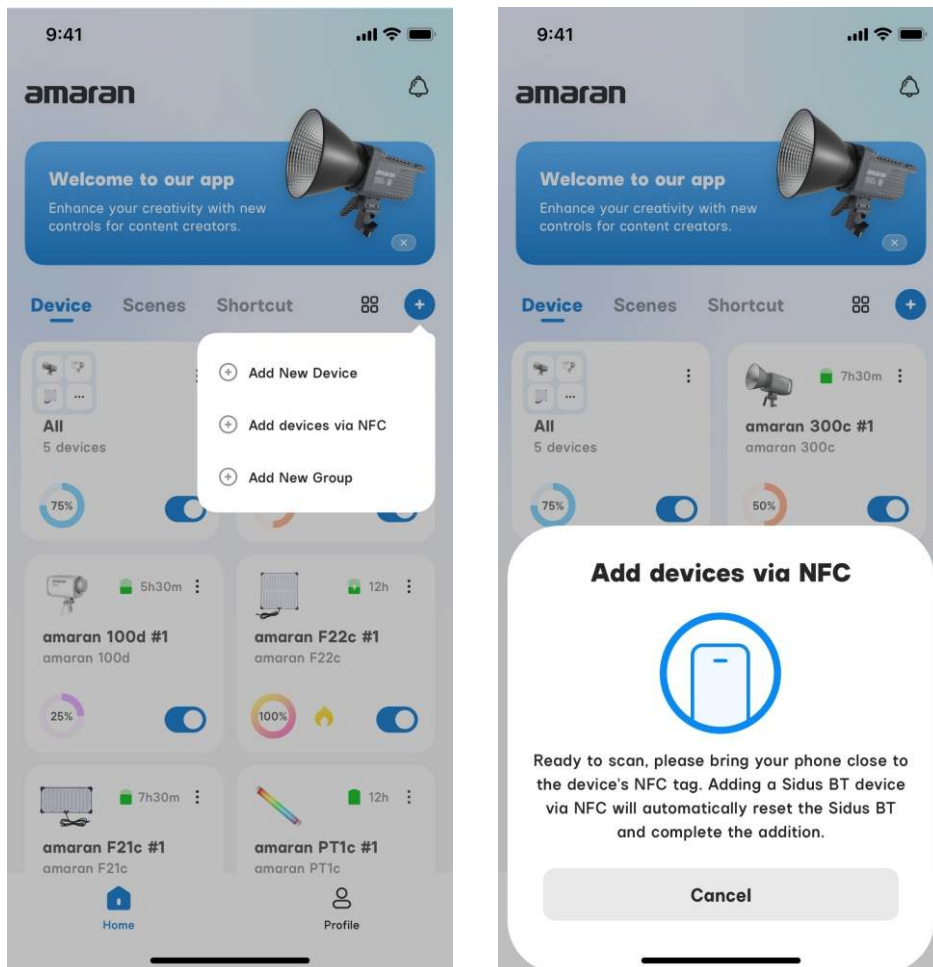 9:41
amaran
Welcome to our app
Enhance your creativity with new
controls for content creators.
Device Scenes Shortcut
Add New Device
Add devices via NFC
Add New Group
All
5 devices
75%
5h30m
amaran 100d #1
amaran 100d
25%
12h
amaran F22c #1
amaran F22c
100%
7h30m
amaran F21c #1
amaran F21c
12h
amaran PT1c #1
amaran PT1c
Home
Profile
9:41
amaran
Welcome to our app
Enhance your creativity with new
controls for content creators.
Device Scenes Shortcut
All
5 devices
75%
7h30m
amaran 300c #1
amaran 300c
50%
Add devices via NFC
Ready to scan, please bring your phone close to
the device's NFC tag. Adding a Sidus BT device
via NFC will automatically reset the Sidus BT
and complete the addition.
Cancel